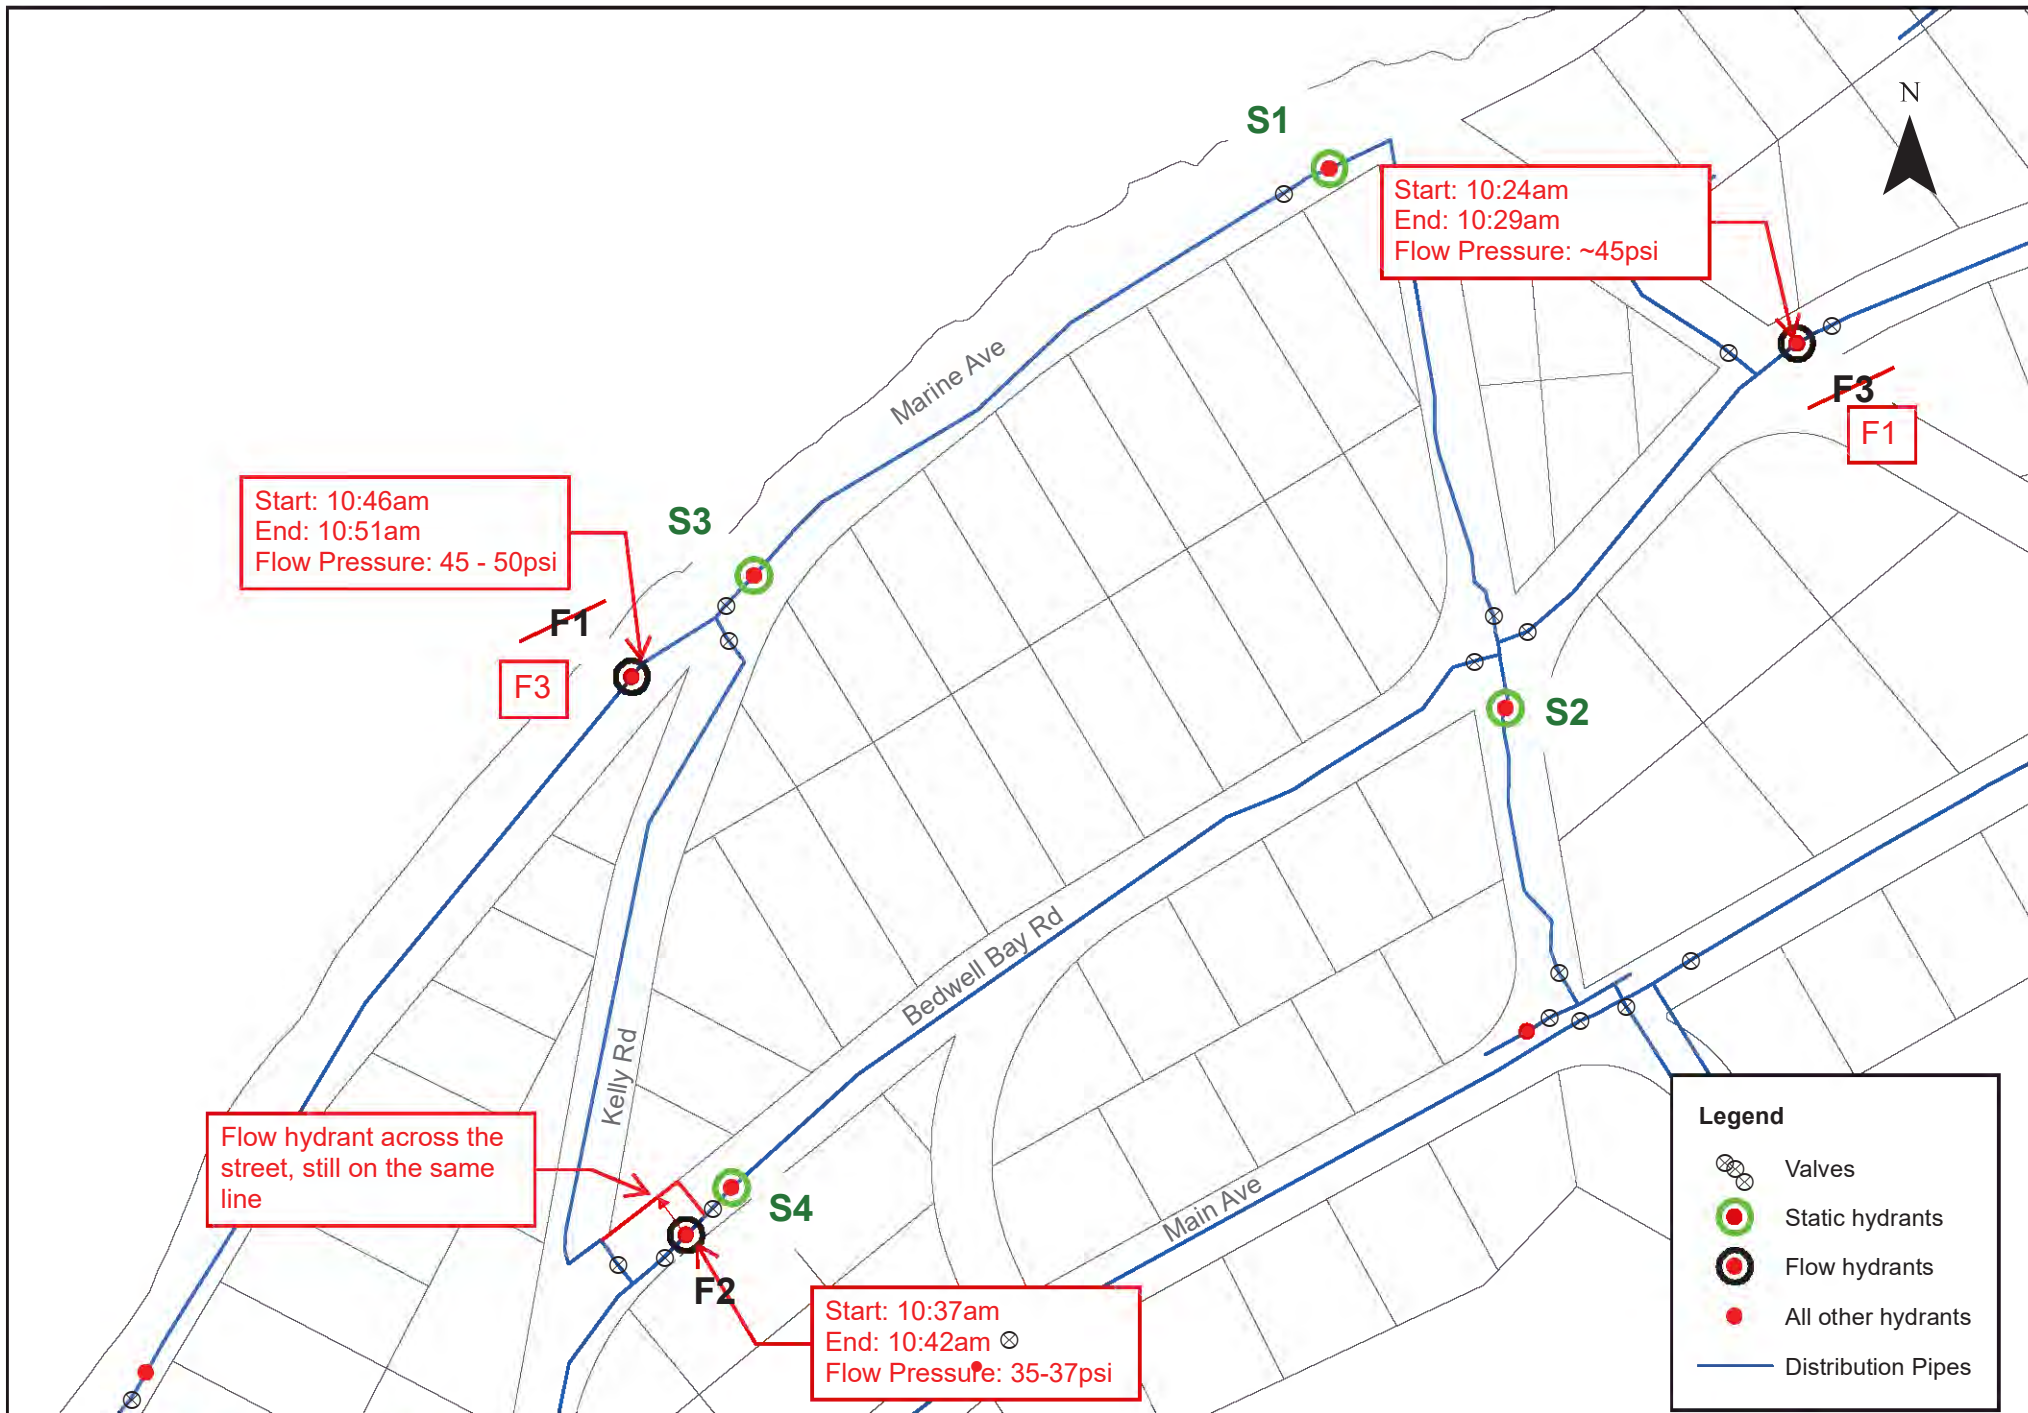 N
S1
Start: 10:24am
End: 10:29am
Flow Pressure: ~45psi
Marine Ave
F3
F1
Start: 10:46am
End: 10:51am
Flow Pressure: 45 - 50psi
S3
F1
F3
S2
Bedwell Bay Rd
Kelly Rd
Flow hydrant across the
street, still on the same
line
S4
Main Ave
F2
Start: 10:37am
End: 10:42am
Flow Pressure: 35-37psi
Legend
Valves
Static hydrants
Flow hydrants
All other hydrants
Distribution Pipes